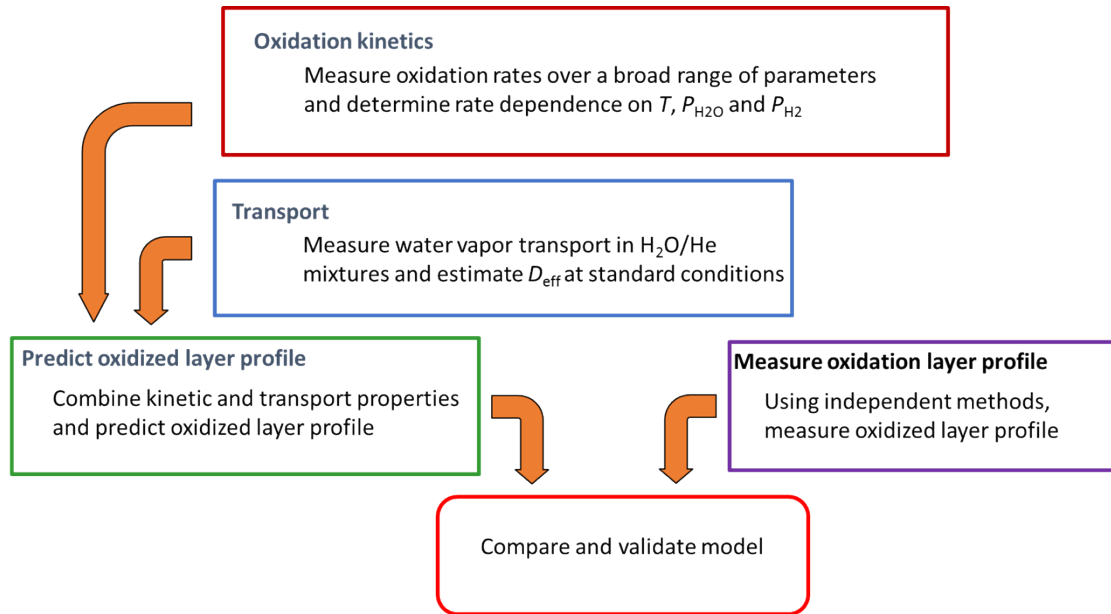 Oxidation kinetics
Measure oxidation rates over a broad range of parameters
and determine rate dependence on T, P_H2O and P_H2
Transport
Measure water vapor transport in H₂O/He
mixtures and estimate D_eff at standard conditions
Predict oxidized layer profile
Combine kinetic and transport properties
and predict oxidized layer profile
Measure oxidation layer profile
Using independent methods,
measure oxidized layer profile
Compare and validate model